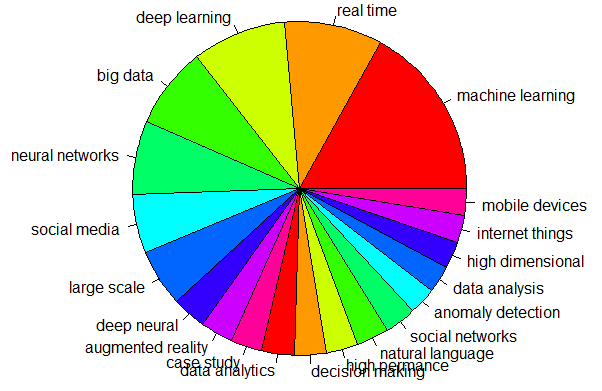 real time
deep learning
big data
machine learning
neural networks
social media
mobile devices
internet things
high dimensional
large scale
data analysis
anomaly detection
deep neural
social networks
augmented reality
natural language
case study
high permance
data analytics
decision making